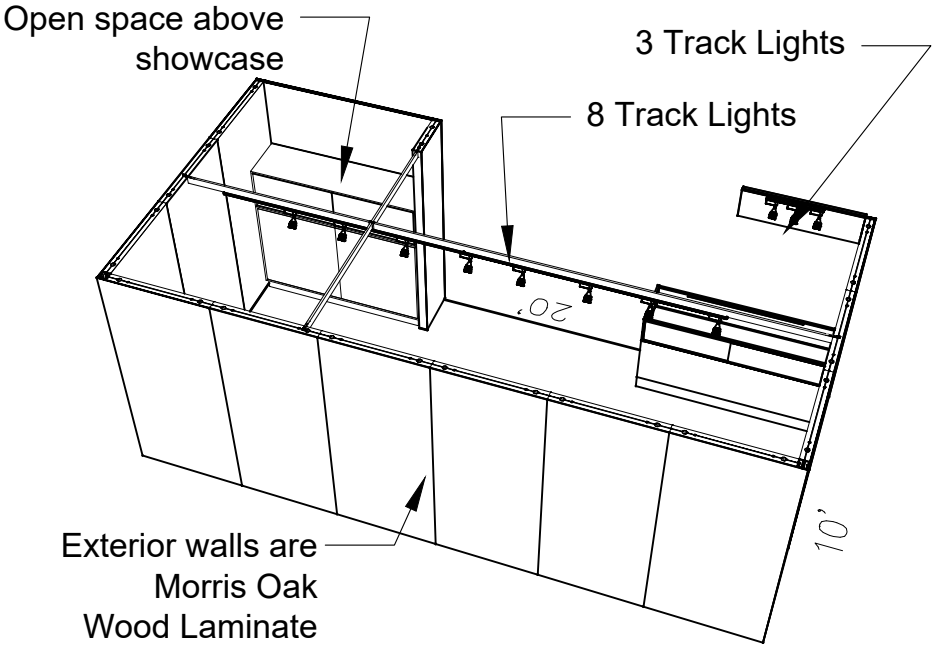 Open space above
showcase
3 Track Lights
8 Track Lights
20'
10'
Exterior walls are
Morris Oak
Wood Laminate